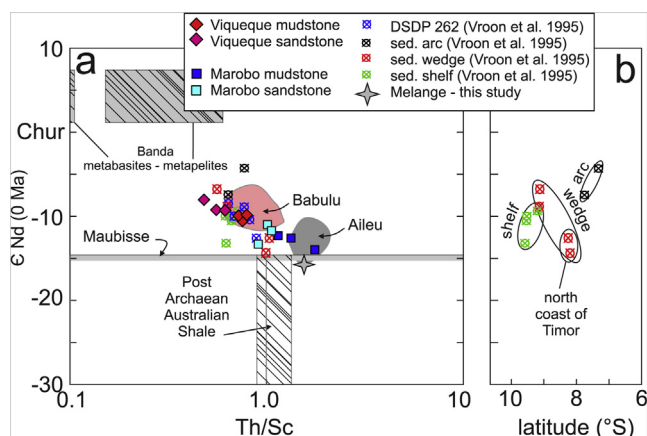 Viqueque mudstone
Viqueque sandstone
Marobo mudstone
Marobo sandstone
DSDP 262 (Vroon et al. 1995)
sed. arc (Vroon et al. 1995)
sed. wedge (Vroon et al. 1995)
sed. shelf (Vroon et al. 1995)
Melange - this study
a
10
Chur
-10
-20
-30
Є Nd (0 Ma)
Banda
metabasites - metapelites
Babulu
Aileu
Maubisse
Post
Archaean
Australian
Shale
0.1
1.0
10
Th/Sc
b
arc
wedge
shelf
north
coast of
Timor
10
8
6
latitude (°S)